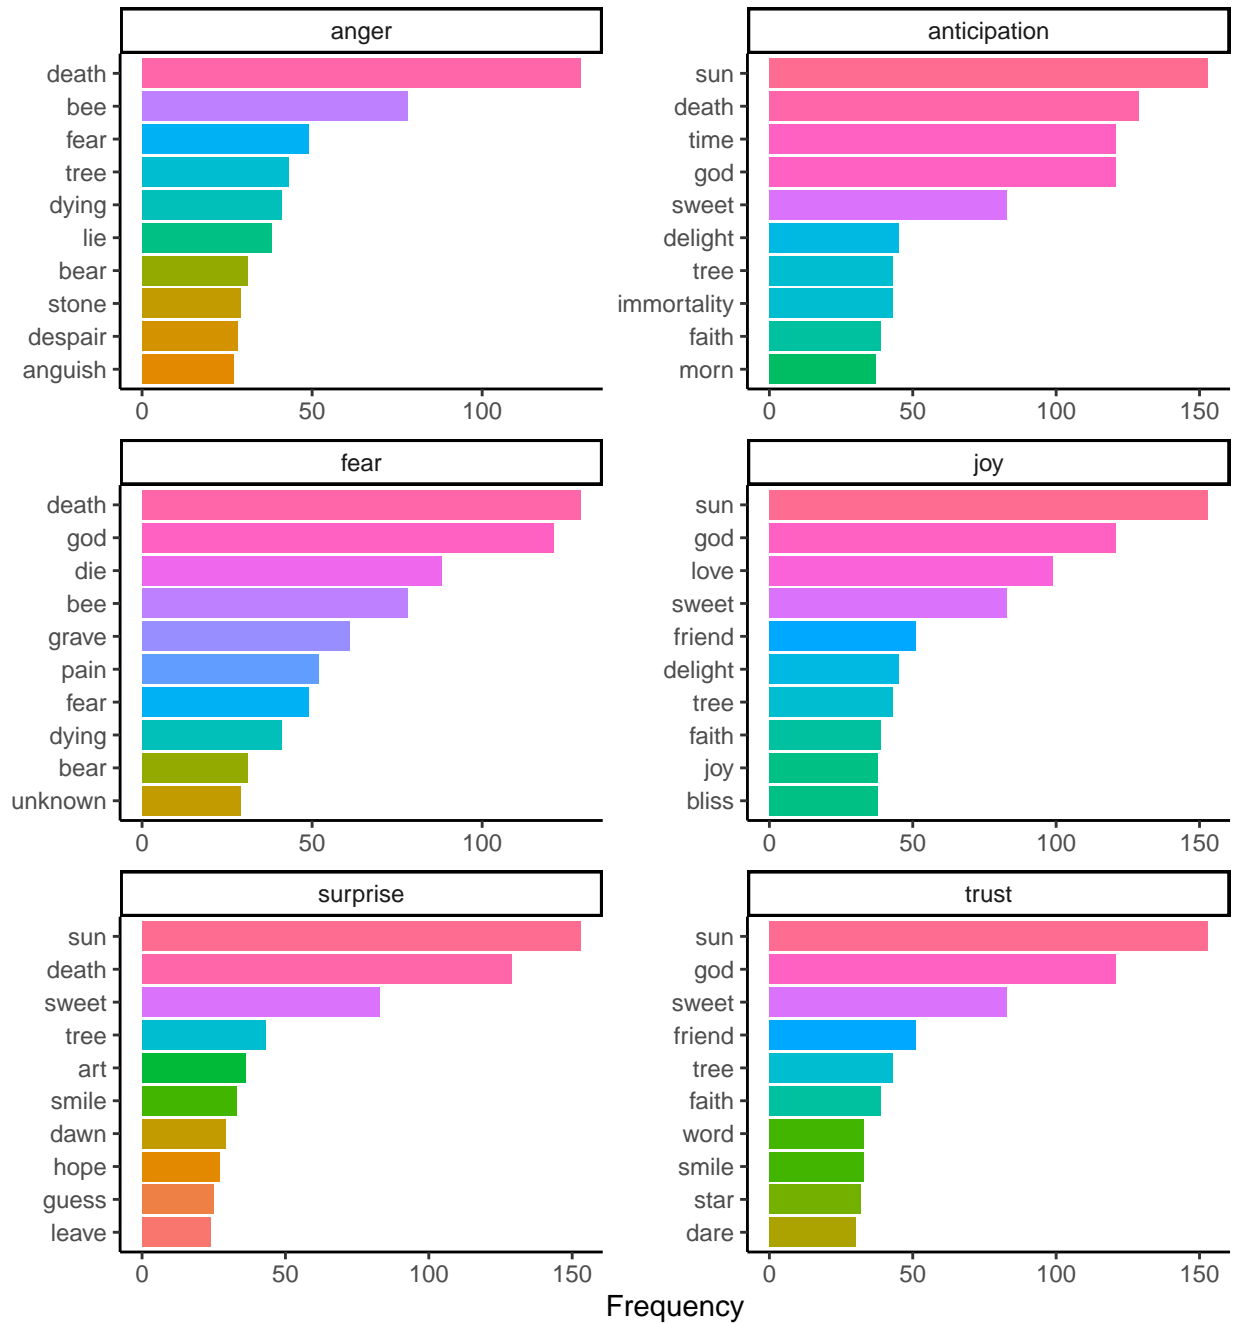 anger
death
bee
fear
tree
dying
lie
bear
stone
despair
anguish
0 50 100
anticipation
sun
death
time
god
sweet
delight
tree
immortality
faith
morn
0 50 100 150
fear
death
god
die
bee
grave
pain
fear
dying
bear
unknown
0 50 100
joy
sun
god
love
sweet
friend
delight
tree
faith
joy
bliss
0 50 100 150
surprise
sun
death
sweet
tree
art
smile
dawn
hope
guess
leave
0 50 100 150
trust
sun
god
sweet
friend
tree
faith
word
smile
star
dare
0 50 100 150
Frequency